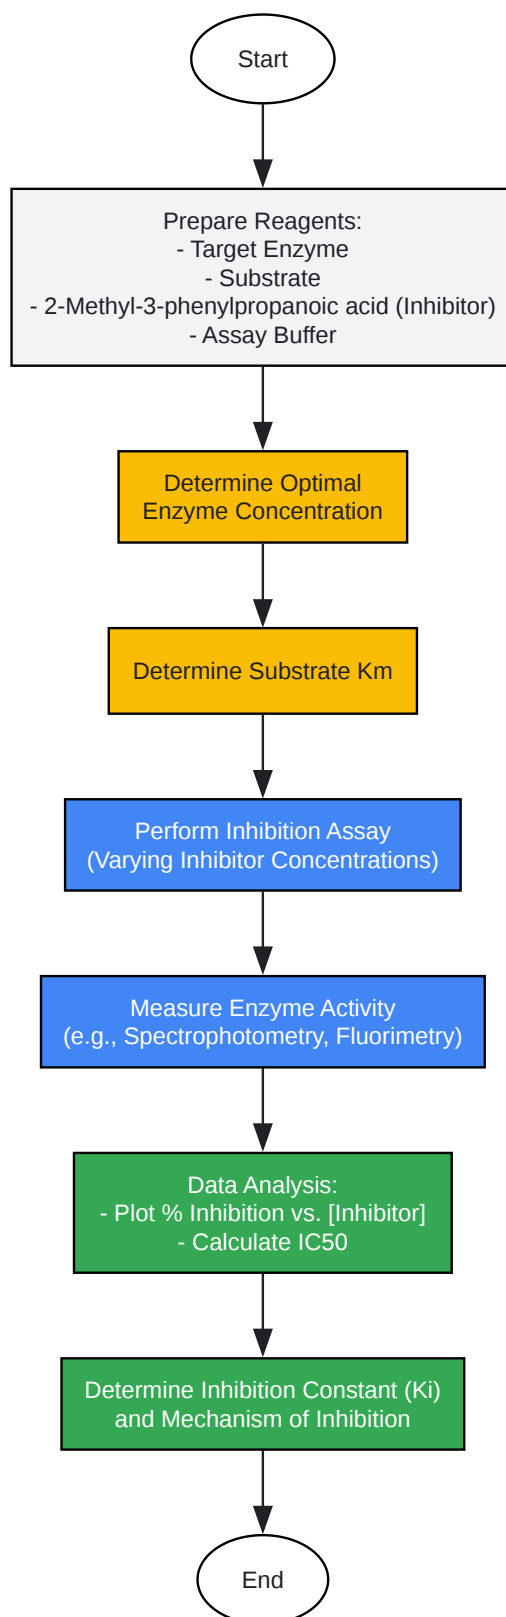 Start
Prepare Reagents:
- Target Enzyme
- Substrate
- 2-Methyl-3-phenylpropanoic acid (Inhibitor)
- Assay Buffer
Determine Optimal
Enzyme Concentration
Determine Substrate Km
Perform Inhibition Assay
(Varying Inhibitor Concentrations)
Measure Enzyme Activity
(e.g., Spectrophotometry, Fluorimetry)
Data Analysis:
- Plot % Inhibition vs. [Inhibitor]
- Calculate IC50
Determine Inhibition Constant (Ki)
and Mechanism of Inhibition
End